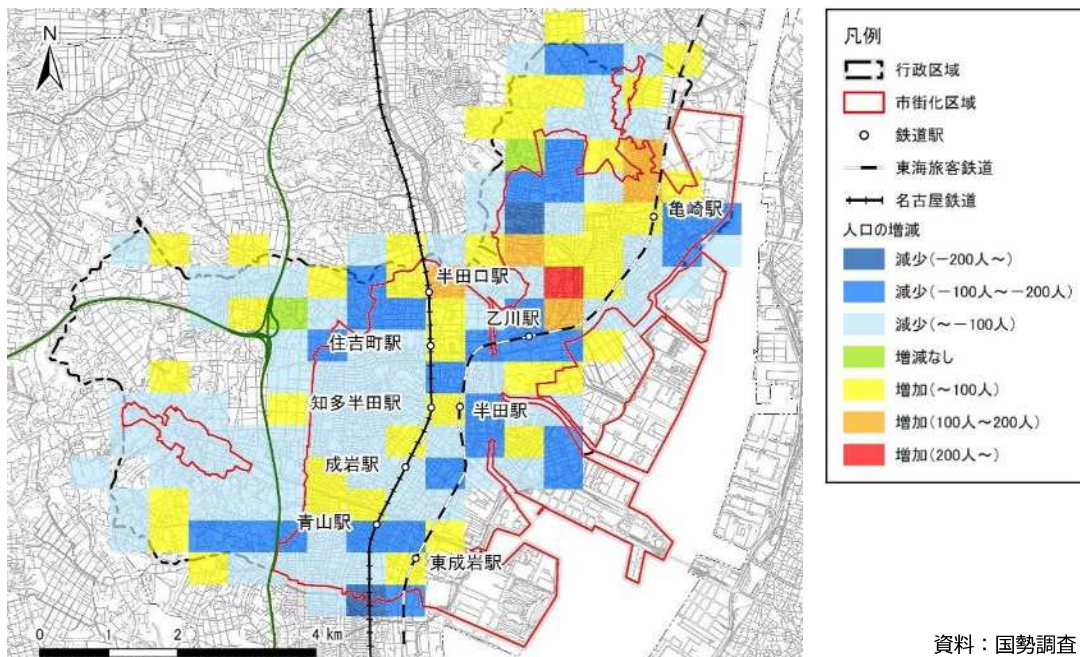 N
亀崎駅
半田口駅
乙川駅
住吉町駅
知多半田駅
半田駅
成岩駅
青山駅
東成岩駅
0 1 2 4 km
凡例
行政区域
市街化区域
鉄道駅
東海旅客鉄道
名古屋鉄道
人口の増減
減少(-200人~)
減少(-100人~-200人)
減少(~-100人)
増減なし
増加(~100人)
増加(100人~200人)
増加(200人~)
資料:国勢調査